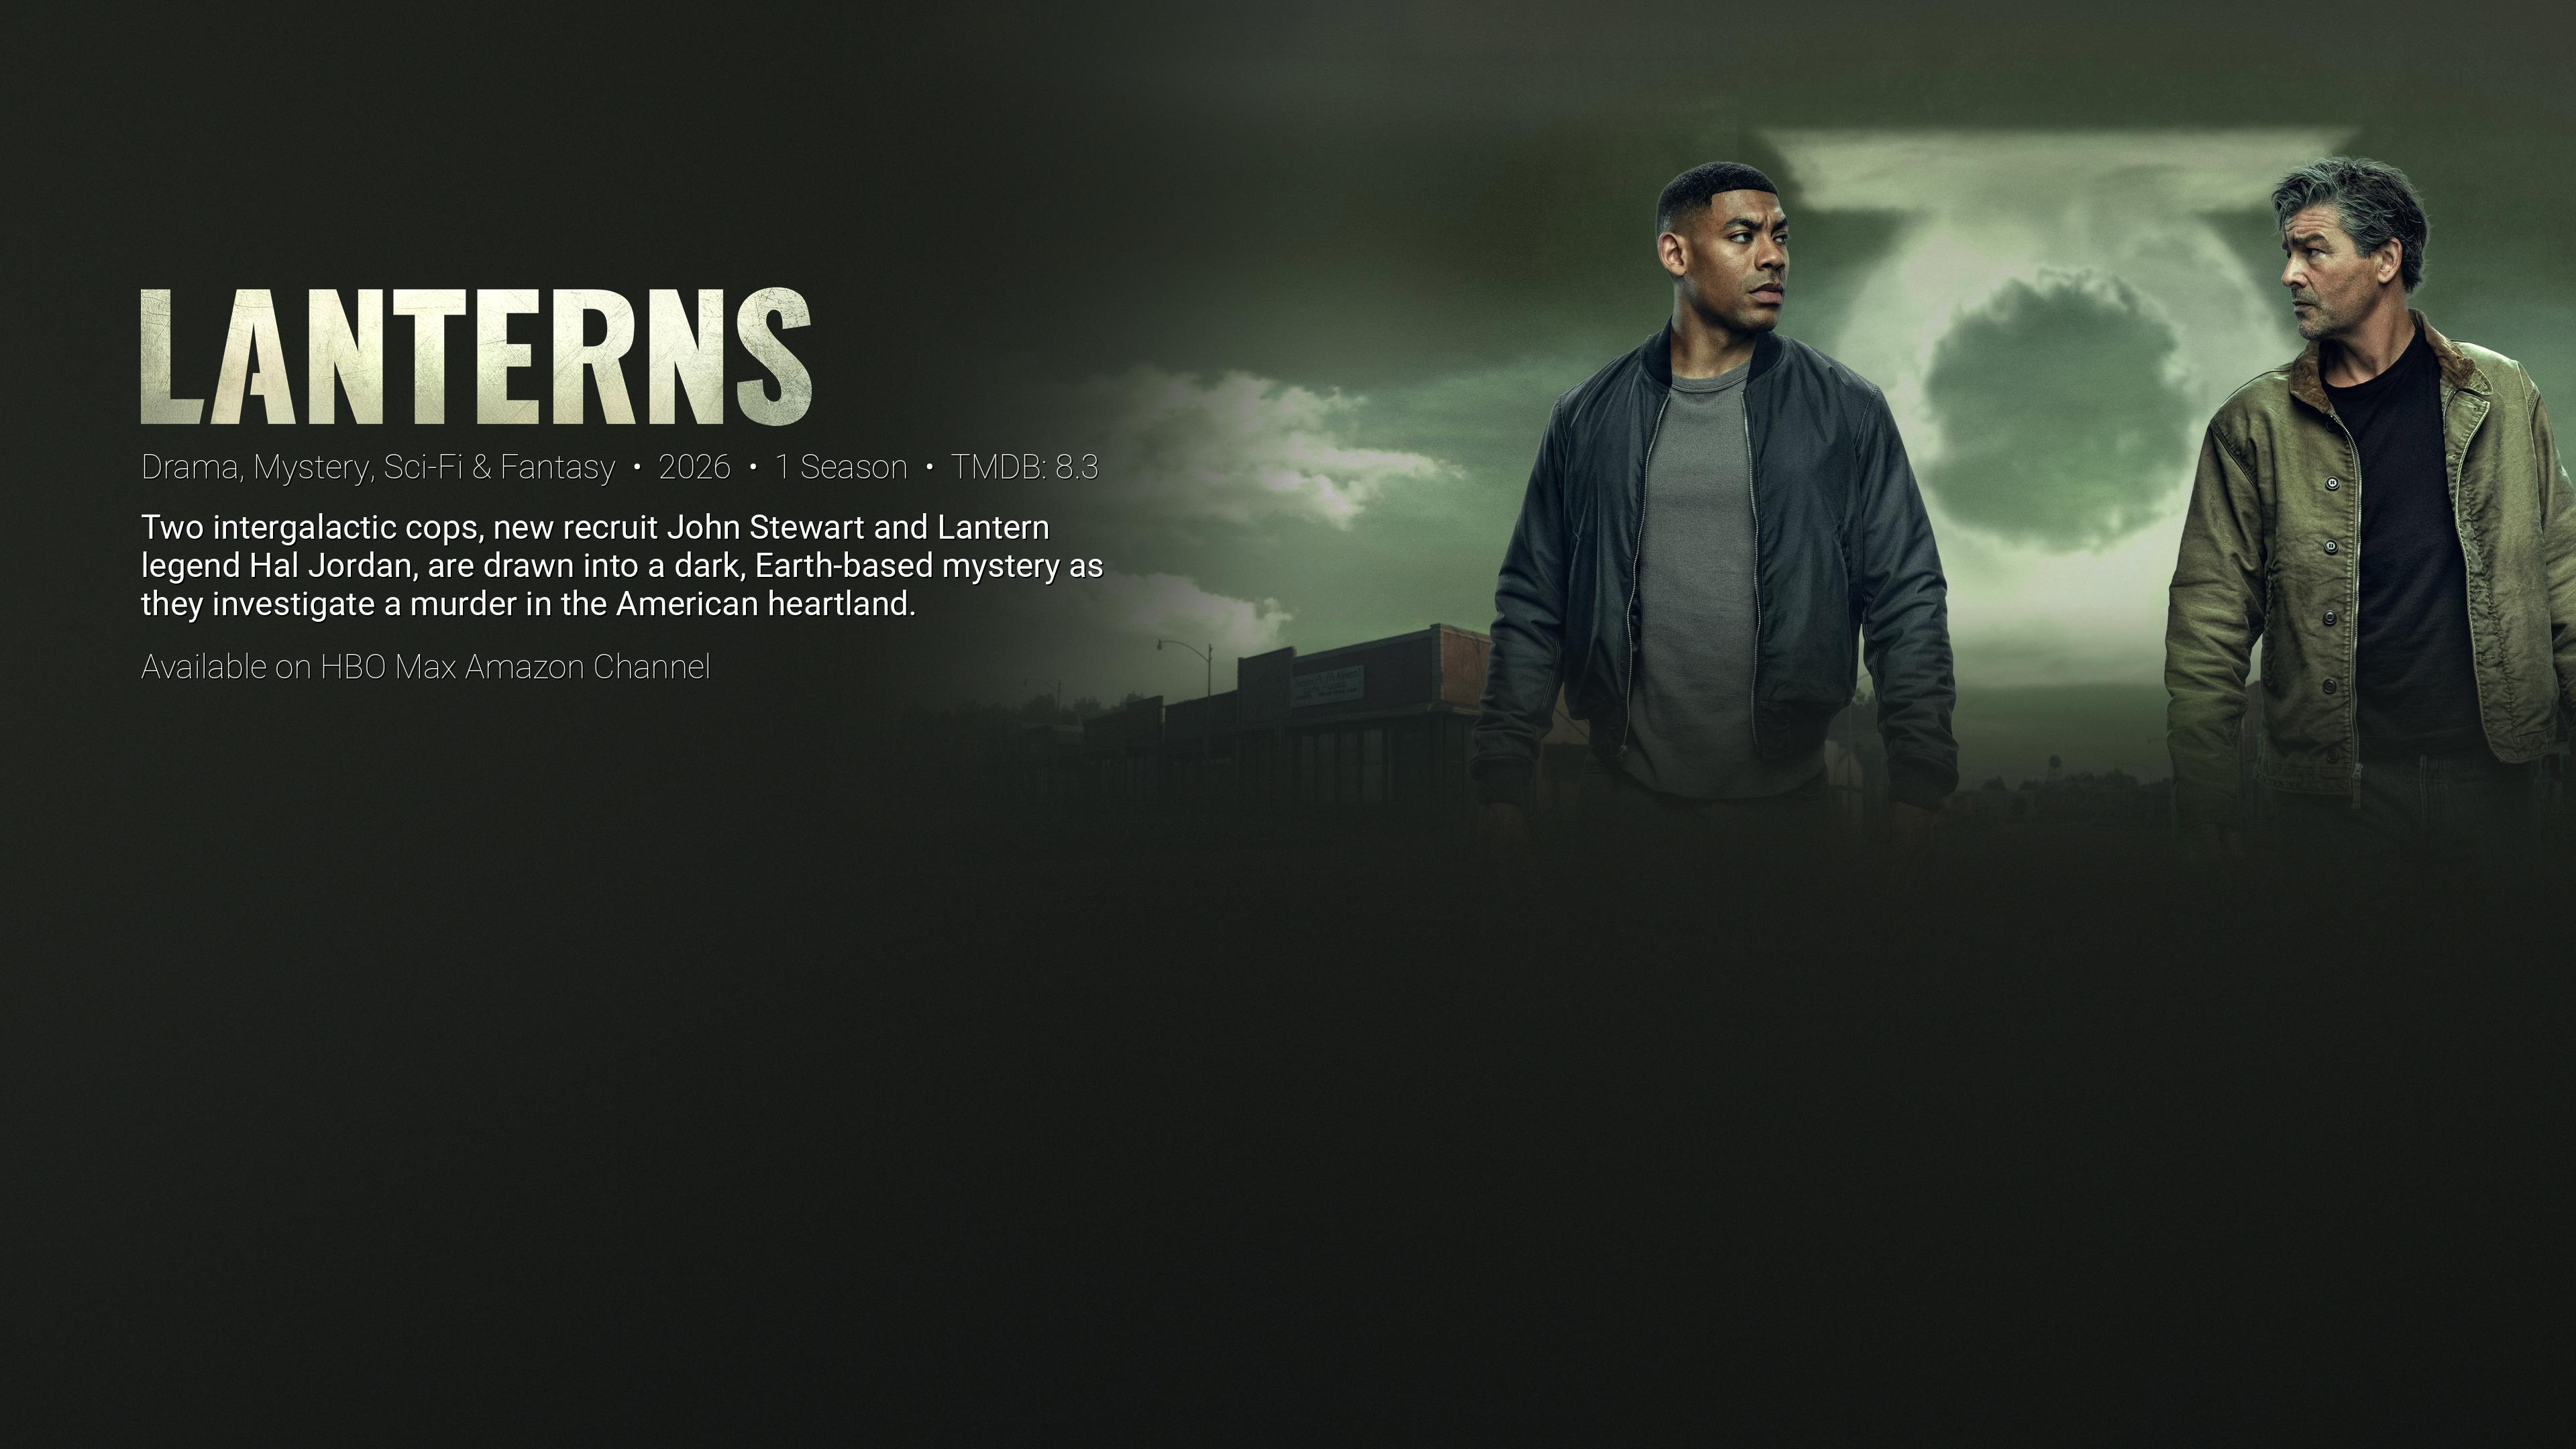 LANTERNS
Drama, Mystery, Sci-Fi & Fantasy • 2026 • 1 Season • TMDB: 8.3
Two intergalactic cops, new recruit John Stewart and Lantern
legend Hal Jordan, are drawn into a dark, Earth-based mystery as
they investigate a murder in the American heartland.
Available on HBO Max Amazon Channel